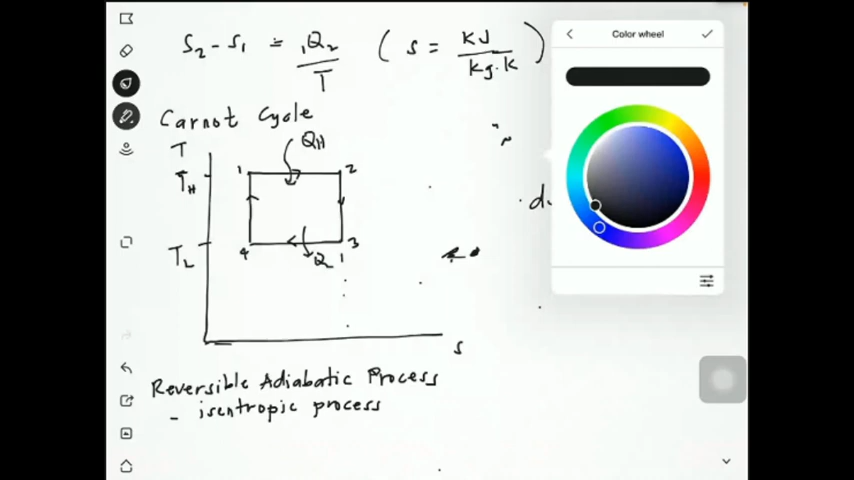 S₂ - S₁ = ₁Q₂ / T ( s = KJ / kg·K )
Color wheel
Carnot Cycle
QH
T
1 2
TH
TL
4 3
QL
s
Reversible Adiabatic Process
- isentropic process